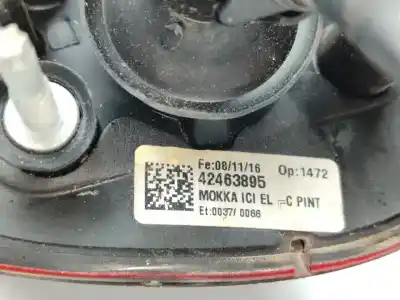 Fe:08/11/16 Op:1472
42463895
MOKKA ICI EL C PINT
Et:0037/ 0066